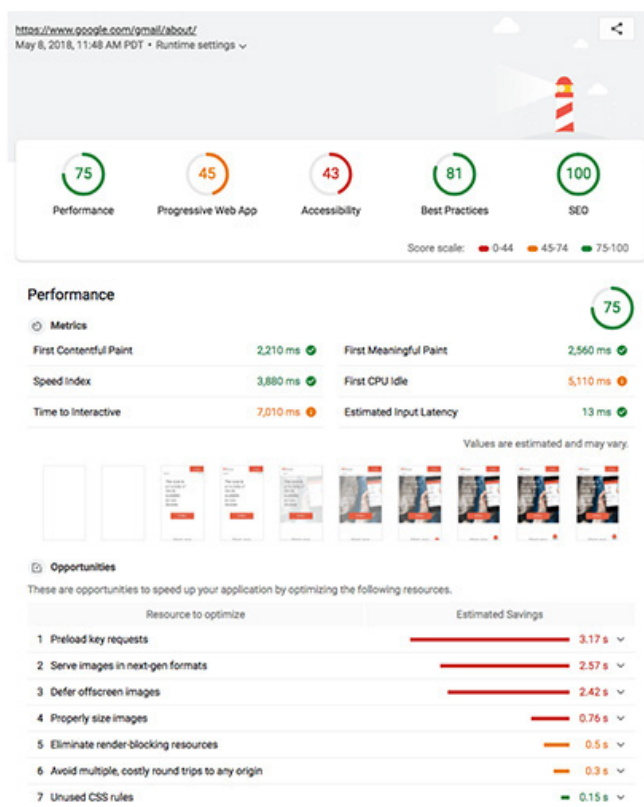 https://www.google.com/gmail/about/
May 8, 2018, 11:48 AM PDT • Runtime settings
75
45
43
81
100
Performance
Progressive Web App
Accessibility
Best Practices
SEO
Score scale: 0-44 45-74 75-100
Performance
75
Metrics
First Contentful Paint 2,210 ms First Meaningful Paint 2,560 ms
Speed Index 3,880 ms First CPU Idle 5,110 ms
Time to Interactive 7,010 ms Estimated Input Latency 13 ms
Values are estimated and may vary.
Opportunities
These are opportunities to speed up your application by optimizing the following resources.
Resource to optimize Estimated Savings
1 Preload key requests 3.17 s
2 Serve images in next-gen formats 2.57 s
3 Defer offscreen images 2.42 s
4 Properly size images 0.76 s
5 Eliminate render-blocking resources 0.5 s
6 Avoid multiple, costly round trips to any origin 0.3 s
7 Unused CSS rules 0.15 s